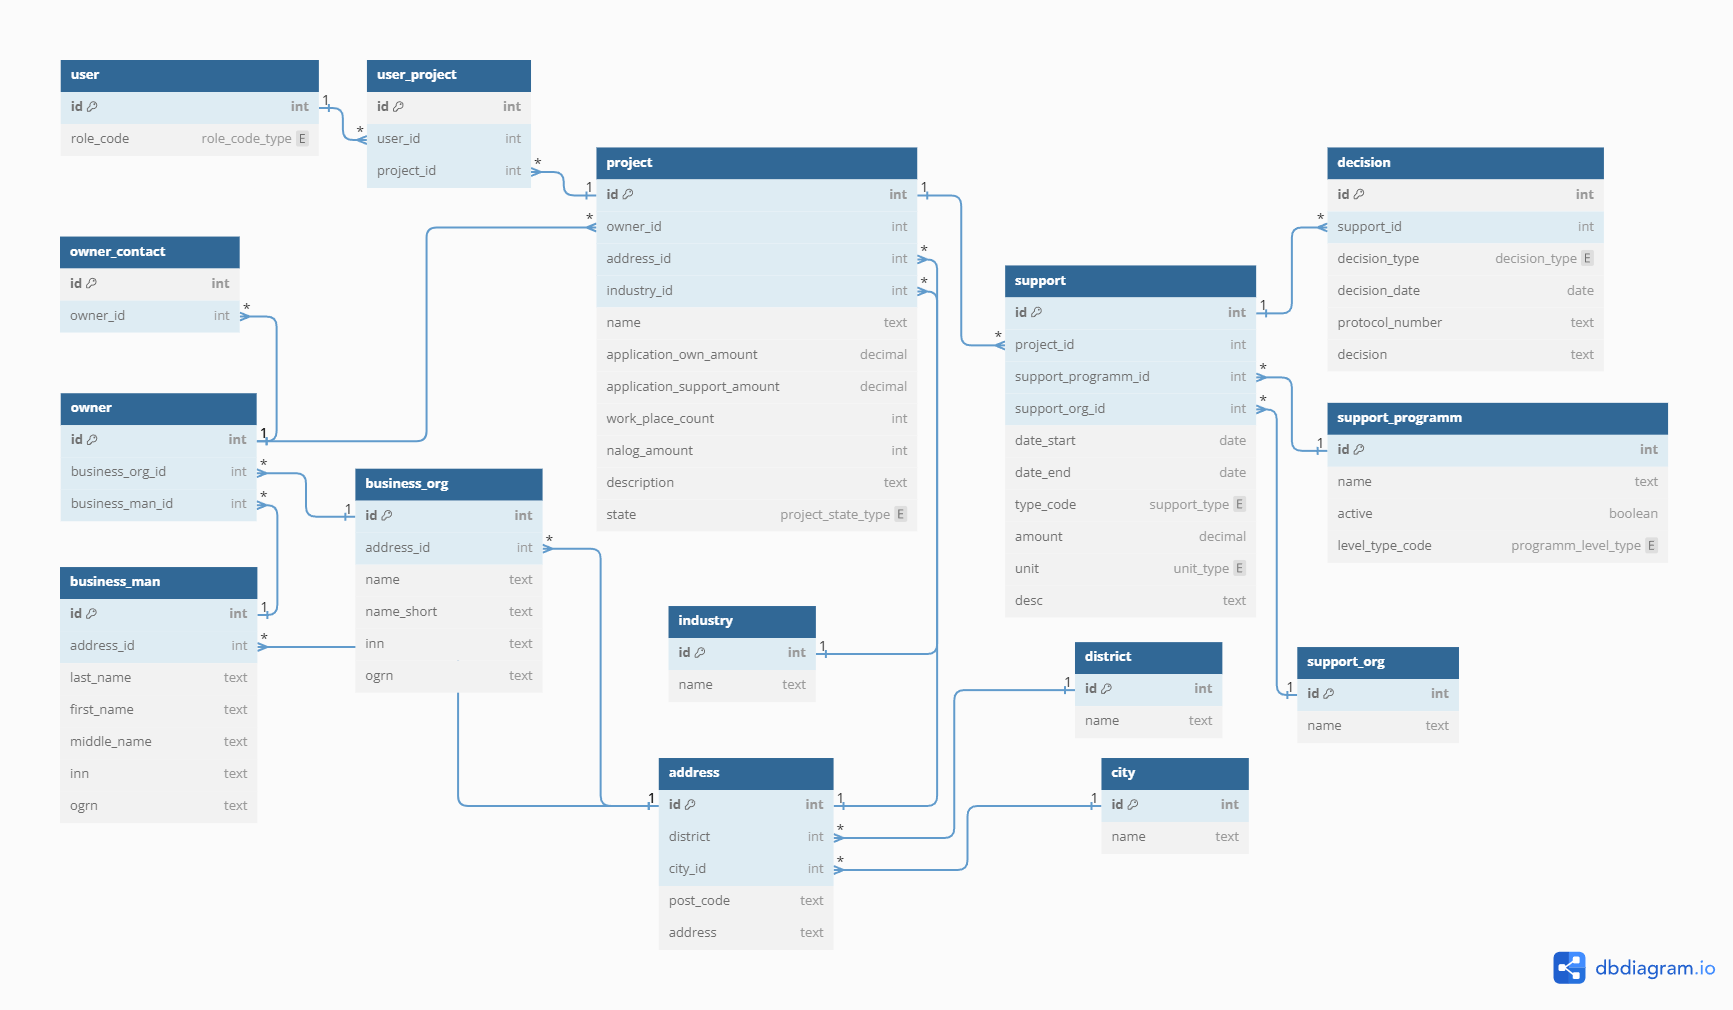 user
id int
role_code role_code_type E
user_project
id int
user_id int
project_id int
project
id int
owner_id int
address_id int
industry_id int
name text
application_own_amount decimal
application_support_amount decimal
work_place_count int
nalog_amount int
description text
state project_state_type E
decision
id int
support_id int
decision_type decision_type E
decision_date date
protocol_number text
decision text
owner_contact
id int
owner_id int
support
id int
project_id int
support_programm_id int
support_org_id int
date_start date
date_end date
type_code support_type E
amount decimal
unit unit_type E
desc text
owner
id int
business_org_id int
business_man_id int
support_programm
id int
name text
active boolean
level_type_code programm_level_type E
business_org
id int
address_id int
name text
name_short text
inn text
ogrn text
business_man
id int
address_id int
last_name text
first_name text
middle_name text
inn text
ogrn text
industry
id int
name text
district
id int
name text
support_org
id int
name text
address
id int
district int
city_id int
post_code text
address text
city
id int
name text
1
*
*
1
1
*
*
*
*
*
1
*
*
1
*
1
*
*
1
*
1
*
1
*
1
1
1
1
*
*
1
1
dbdiagram.io